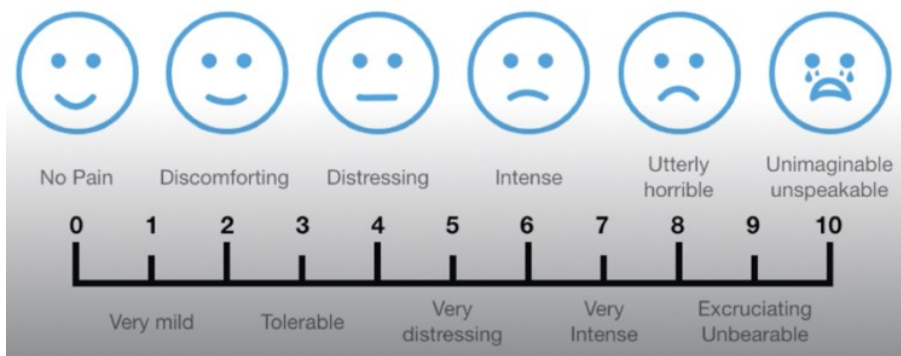 No Pain Discomforting Distressing Intense Utterly horrible Unimaginable unspeakable
0 1 2 3 4 5 6 7 8 9 10
Very mild Tolerable Very distressing Very Intense Excruciating Unbearable